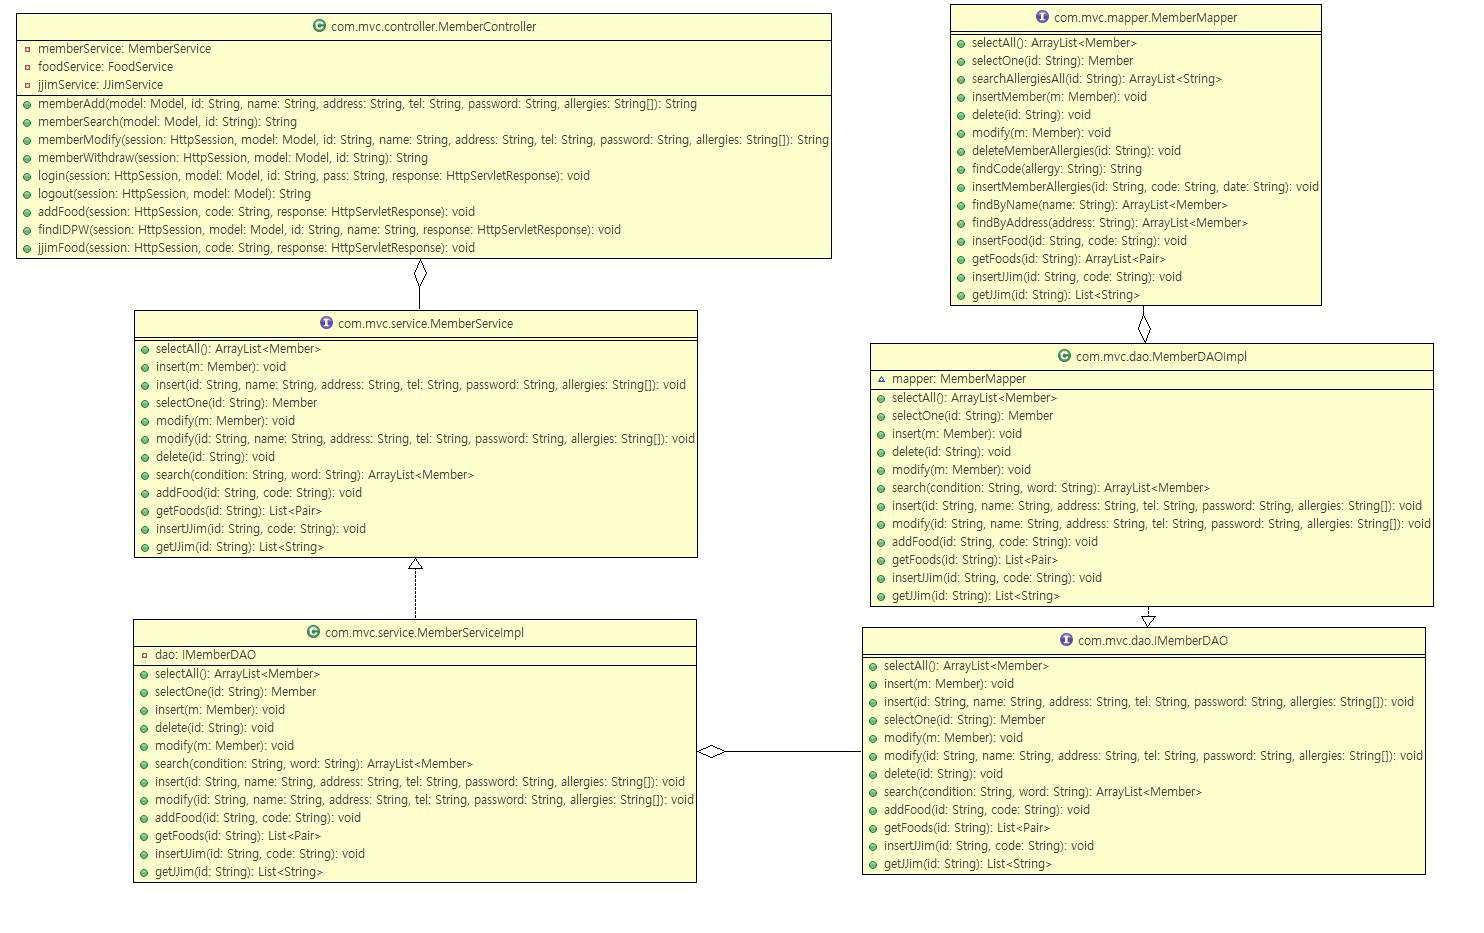 com.mvc.controller.MemberController
memberService: MemberService
foodService: FoodService
jjimService: JJimService
memberAdd(model: Model, id: String, name: String, address: String, tel: String, password: String, allergies: String[]): String
memberSearch(model: Model, id: String): String
memberModify(session: HttpSession, model: Model, id: String, name: String, address: String, tel: String, password: String, allergies: String[]): String
memberWithdraw(session: HttpSession, model: Model, id: String): String
login(session: HttpSession, model: Model, id: String, pass: String, response: HttpServletResponse): void
logout(session: HttpSession, model: Model): String
addFood(session: HttpSession, code: String, response: HttpServletResponse): void
findIDPW(session: HttpSession, model: Model, id: String, name: String, response: HttpServletResponse): void
jjimFood(session: HttpSession, code: String, response: HttpServletResponse): void
com.mvc.service.MemberService
selectAll(): ArrayList<Member>
insert(m: Member): void
insert(id: String, name: String, address: String, tel: String, password: String, allergies: String[]): void
selectOne(id: String): Member
modify(m: Member): void
modify(id: String, name: String, address: String, tel: String, password: String, allergies: String[]): void
delete(id: String): void
search(condition: String, word: String): ArrayList<Member>
addFood(id: String, code: String): void
getFoods(id: String): List<Pair>
insertJJim(id: String, code: String): void
getJJim(id: String): List<String>
com.mvc.service.MemberServiceImpl
dao: IMemberDAO
selectAll(): ArrayList<Member>
selectOne(id: String): Member
insert(m: Member): void
delete(id: String): void
modify(m: Member): void
search(condition: String, word: String): ArrayList<Member>
insert(id: String, name: String, address: String, tel: String, password: String, allergies: String[]): void
modify(id: String, name: String, address: String, tel: String, password: String, allergies: String[]): void
addFood(id: String, code: String): void
getFoods(id: String): List<Pair>
insertJJim(id: String, code: String): void
getJJim(id: String): List<String>
com.mvc.mapper.MemberMapper
selectAll(): ArrayList<Member>
selectOne(id: String): Member
searchAllergiesAll(id: String): ArrayList<String>
insertMember(m: Member): void
delete(id: String): void
modify(m: Member): void
deleteMemberAllergies(id: String): void
findCode(allergy: String): String
insertMemberAllergies(id: String, code: String, date: String): void
findByName(name: String): ArrayList<Member>
findByAddress(address: String): ArrayList<Member>
insertFood(id: String, code: String): void
getFoods(id: String): ArrayList<Pair>
insertJJim(id: String, code: String): void
getJJim(id: String): List<String>
com.mvc.dao.MemberDAOImpl
mapper: MemberMapper
selectAll(): ArrayList<Member>
selectOne(id: String): Member
insert(m: Member): void
delete(id: String): void
modify(m: Member): void
search(condition: String, word: String): ArrayList<Member>
insert(id: String, name: String, address: String, tel: String, password: String, allergies: String[]): void
modify(id: String, name: String, address: String, tel: String, password: String, allergies: String[]): void
addFood(id: String, code: String): void
getFoods(id: String): List<Pair>
insertJJim(id: String, code: String): void
getJJim(id: String): List<String>
com.mvc.dao.IMemberDAO
selectAll(): ArrayList<Member>
insert(m: Member): void
insert(id: String, name: String, address: String, tel: String, password: String, allergies: String[]): void
selectOne(id: String): Member
modify(m: Member): void
modify(id: String, name: String, address: String, tel: String, password: String, allergies: String[]): void
delete(id: String): void
search(condition: String, word: String): ArrayList<Member>
addFood(id: String, code: String): void
getFoods(id: String): List<Pair>
insertJJim(id: String, code: String): void
getJJim(id: String): List<String>